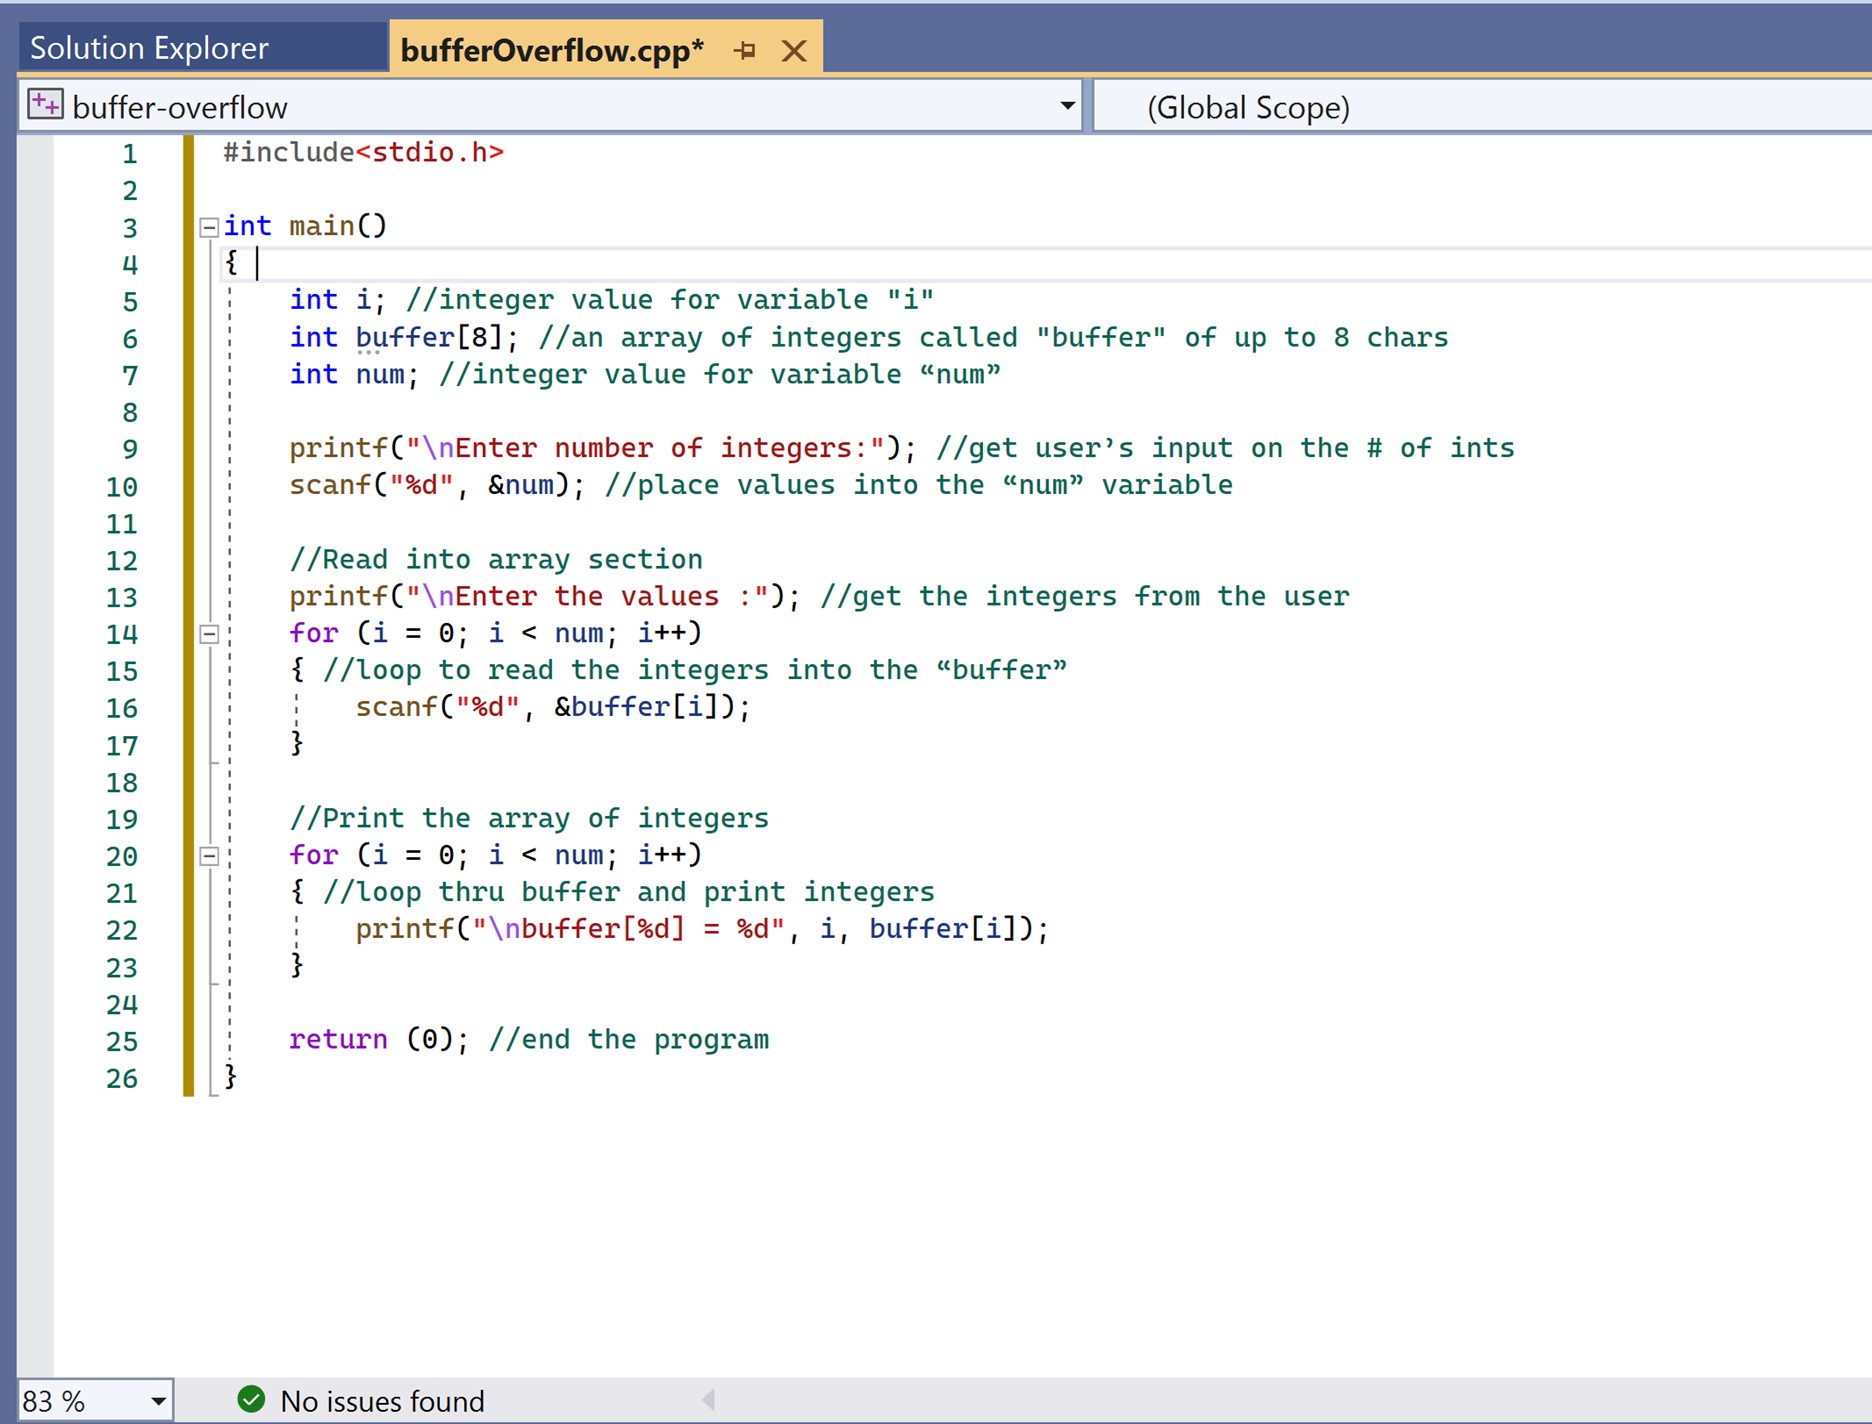 Solution Explorer
bufferOverflow.cpp*
buffer-overflow
(Global Scope)
1 #include<stdio.h>
2
3 int main()
4 {
5 int i; //integer value for variable "i"
6 int buffer[8]; //an array of integers called "buffer" of up to 8 chars
7 int num; //integer value for variable “num”
8
9 printf("\nEnter number of integers:"); //get user’s input on the # of ints
10 scanf("%d", &num); //place values into the “num” variable
11
12 //Read into array section
13 printf("\nEnter the values :"); //get the integers from the user
14 for (i = 0; i < num; i++)
15 { //loop to read the integers into the “buffer”
16 scanf("%d", &buffer[i]);
17 }
18
19 //Print the array of integers
20 for (i = 0; i < num; i++)
21 { //loop thru buffer and print integers
22 printf("\nbuffer[%d] = %d", i, buffer[i]);
23 }
24
25 return (0); //end the program
26 }
83 %
No issues found